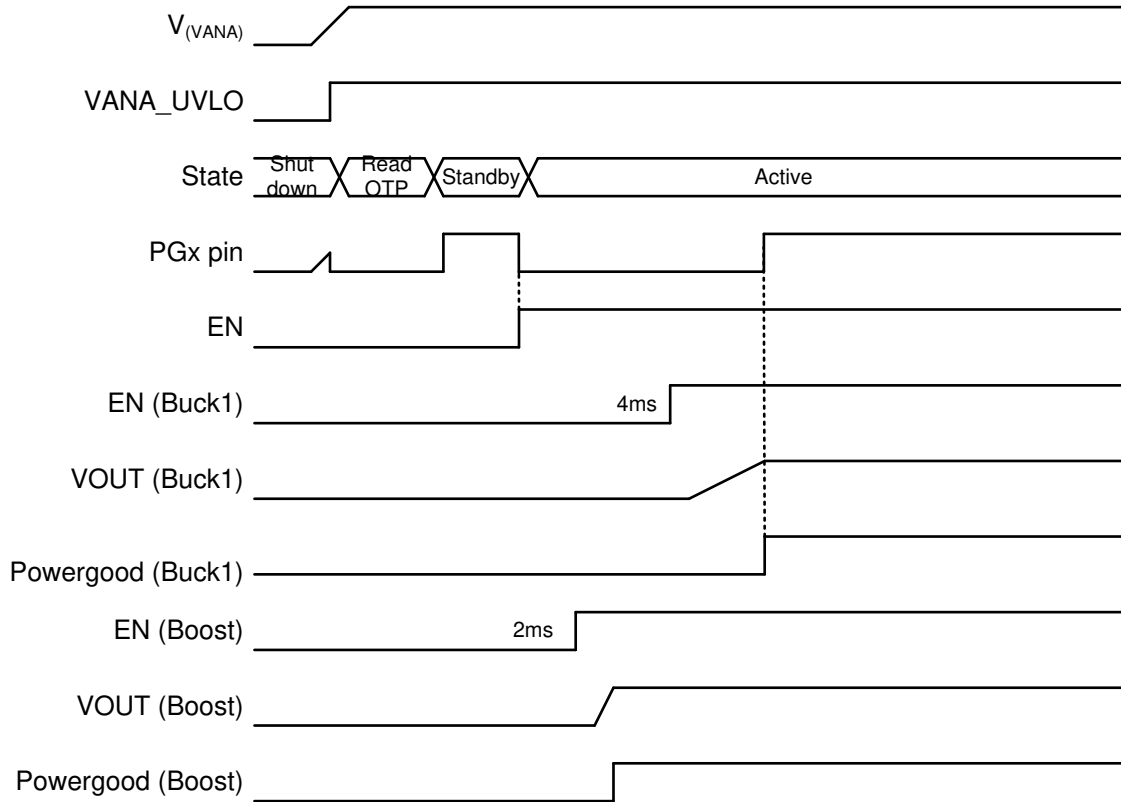 V(VANA)
VANA_UVLO
State
Shut
down
Read
OTP
Standby
Active
PGx pin
EN
EN (Buck1)
4ms
VOUT (Buck1)
Powergood (Buck1)
EN (Boost)
2ms
VOUT (Boost)
Powergood (Boost)